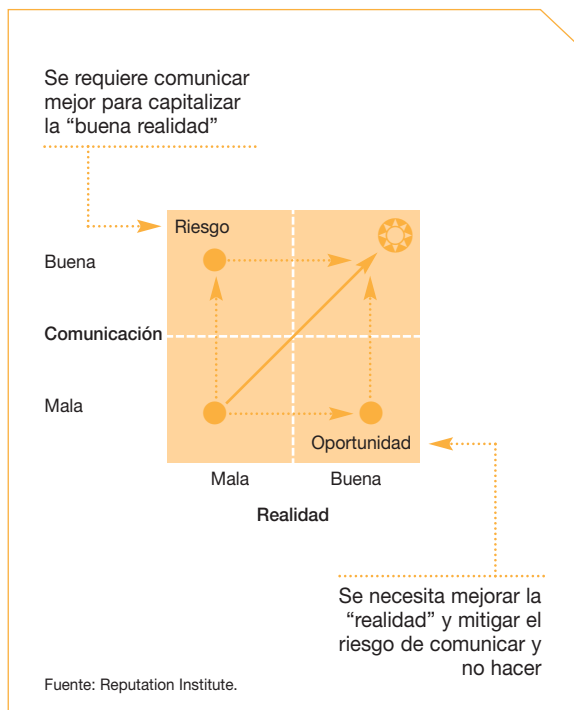 Se requiere comunicar
mejor para capitalizar
la “buena realidad”
Riesgo
Buena
Comunicación
Mala
Oportunidad
Mala
Buena
Realidad
Se necesita mejorar la
“realidad” y mitigar el
riesgo de comunicar y
no hacer
Fuente: Reputation Institute.